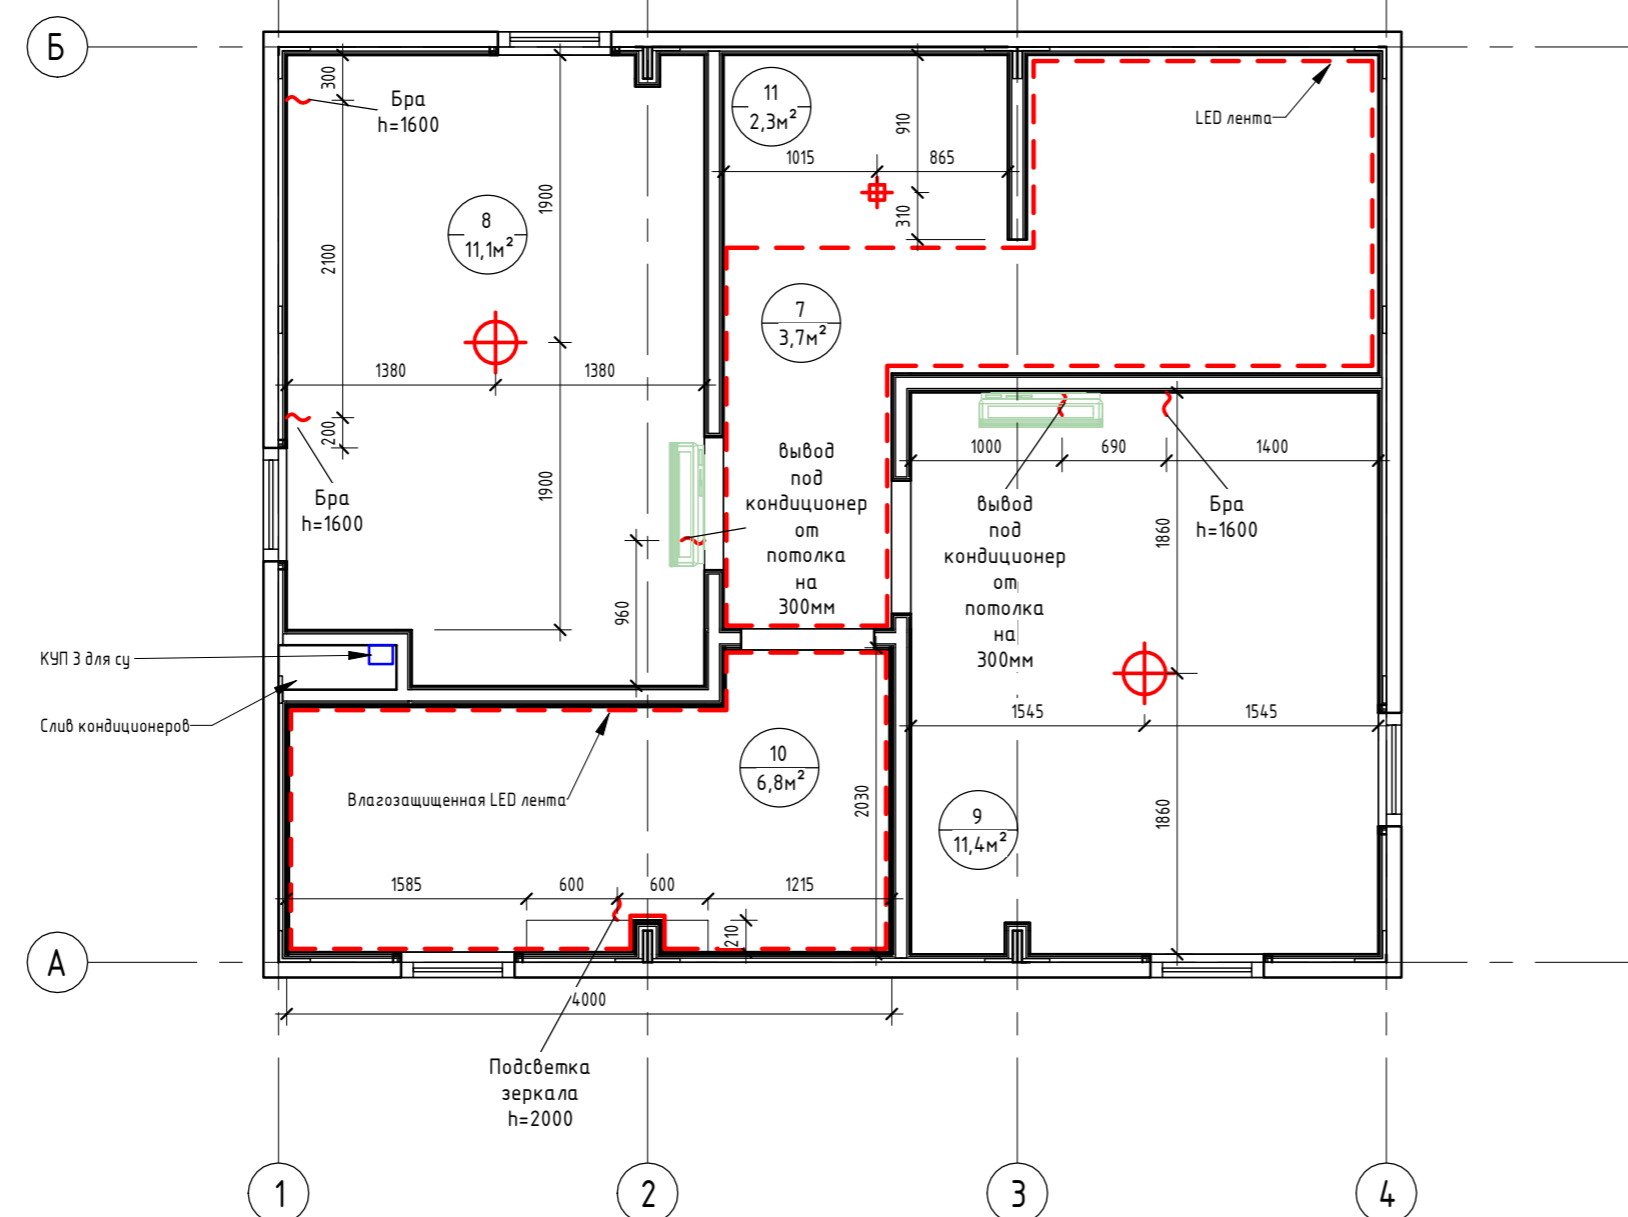 Б
300
Бра
h=1600
11
2,3м²
910
LED лента
1015
865
1900
310
8
11,1м²
2100
7
3,7м²
1380
1380
200
Бра
h=1600
1900
вывод
под
кондиционер
от
потолка
на
300мм
1000
690
1400
вывод
под
кондиционер
от
потолка
на
300мм
Бра
h=1600
1860
960
КУП 3 для су
Слив кондиционеров
1545
1545
10
6,8м²
Влагозащищенная LED лента
2030
9
11,4м²
1860
1585
600
600
1215
210
А
4000
Подсветка
зеркала
h=2000
1
2
3
4